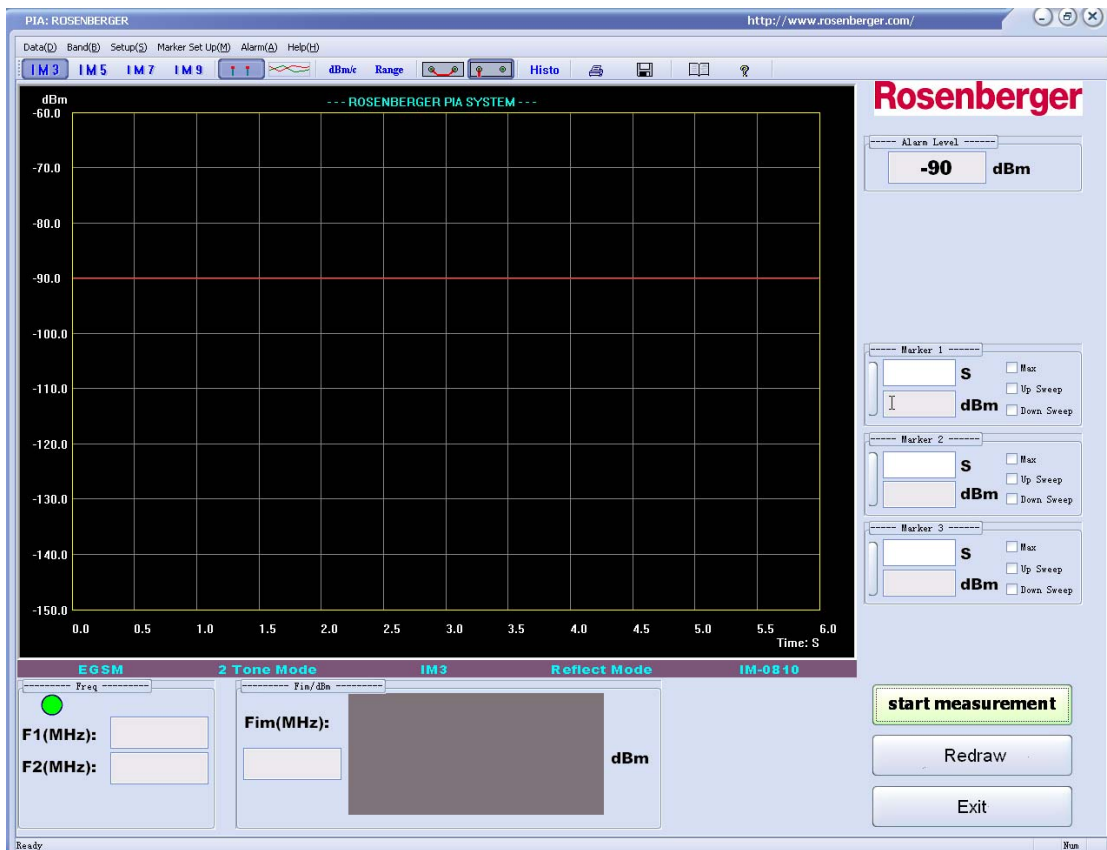 PIA: ROSENBERGER http://www.rosenberger.com/
Data(D) Band(B) Setup(S) Marker Set Up(M) Alarm(A) Help(H)
IM3 IM5 IM7 IM9 dBm/c Range Histo
dBm --- ROSENBERGER PIA SYSTEM ---
-60.0
-70.0
-80.0
-90.0
-100.0
-110.0
-120.0
-130.0
-140.0
-150.0
0.0 0.5 1.0 1.5 2.0 2.5 3.0 3.5 4.0 4.5 5.0 5.5 6.0
Time: S
EGSM 2 Tone Mode IM3 Reflect Mode IM-0810
Rosenberger
----- Alarm Level ------
-90 dBm
----- Marker 1 ------
S Max
Up Sweep
dBm Down Sweep
----- Marker 2 ------
S Max
Up Sweep
dBm Down Sweep
----- Marker 3 ------
S Max
Up Sweep
dBm Down Sweep
--------- Freq ---------
F1(MHz):
F2(MHz):
--------- Fim/dBm ---------
Fim(MHz):
dBm
start measurement
Redraw
Exit
Ready Num